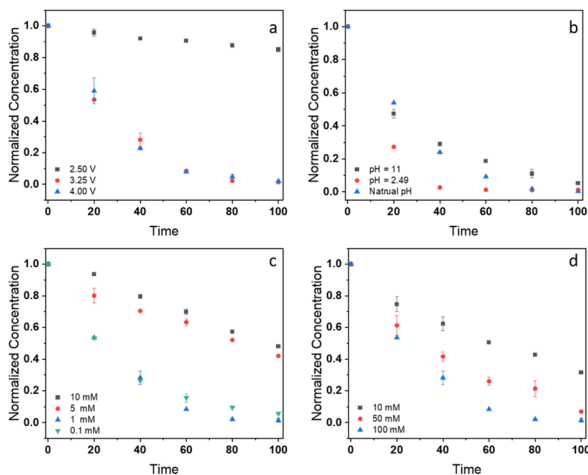 a
Normalized Concentration
1.0
0.8
0.6
0.4
0.2
0.0
2.50 V
3.25 V
4.00 V
0 20 40 60 80 100
Time
b
Normalized Concentration
1.0
0.8
0.6
0.4
0.2
0.0
pH = 11
pH = 2.49
Natrual pH
0 20 40 60 80 100
Time
c
Normalized Concentration
1.0
0.8
0.6
0.4
0.2
0.0
10 mM
5 mM
1 mM
0.1 mM
0 20 40 60 80 100
Time
d
Normalized Concentration
1.0
0.8
0.6
0.4
0.2
0.0
10 mM
50 mM
100 mM
0 20 40 60 80 100
Time